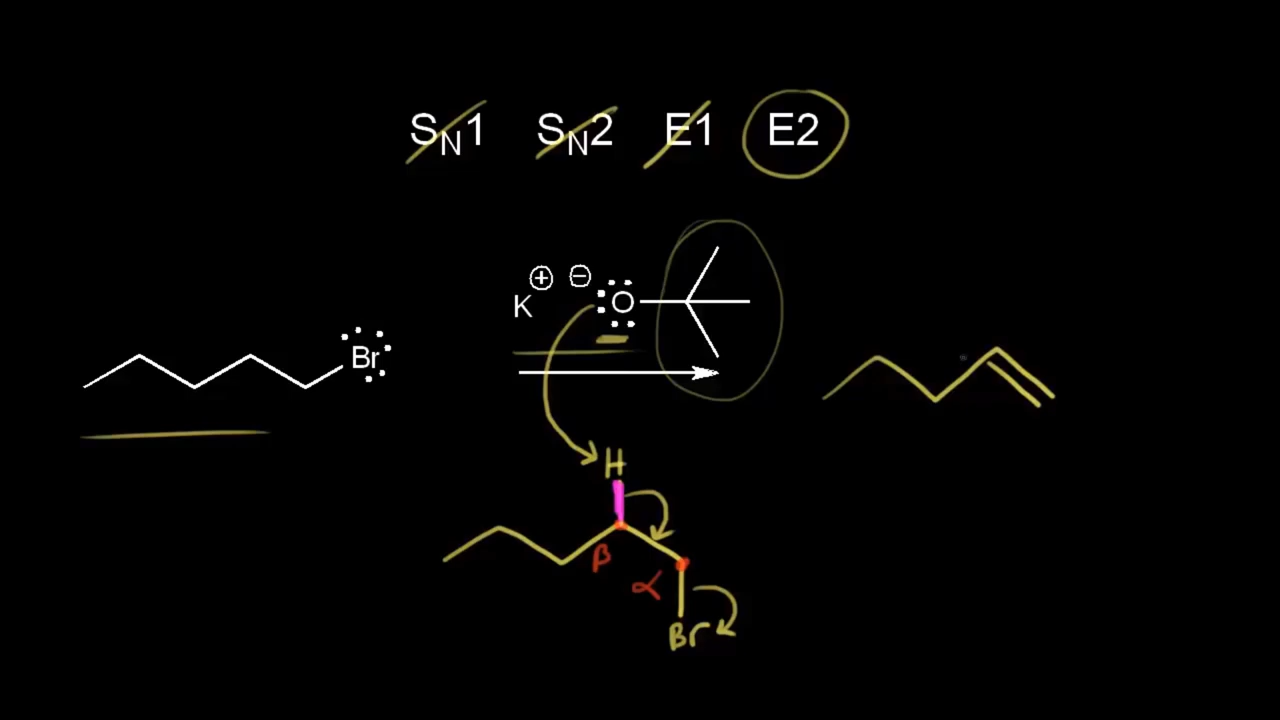 SN1 SN2 E1 E2
K⊕ ⊖ O
Br
H
β
α
Br